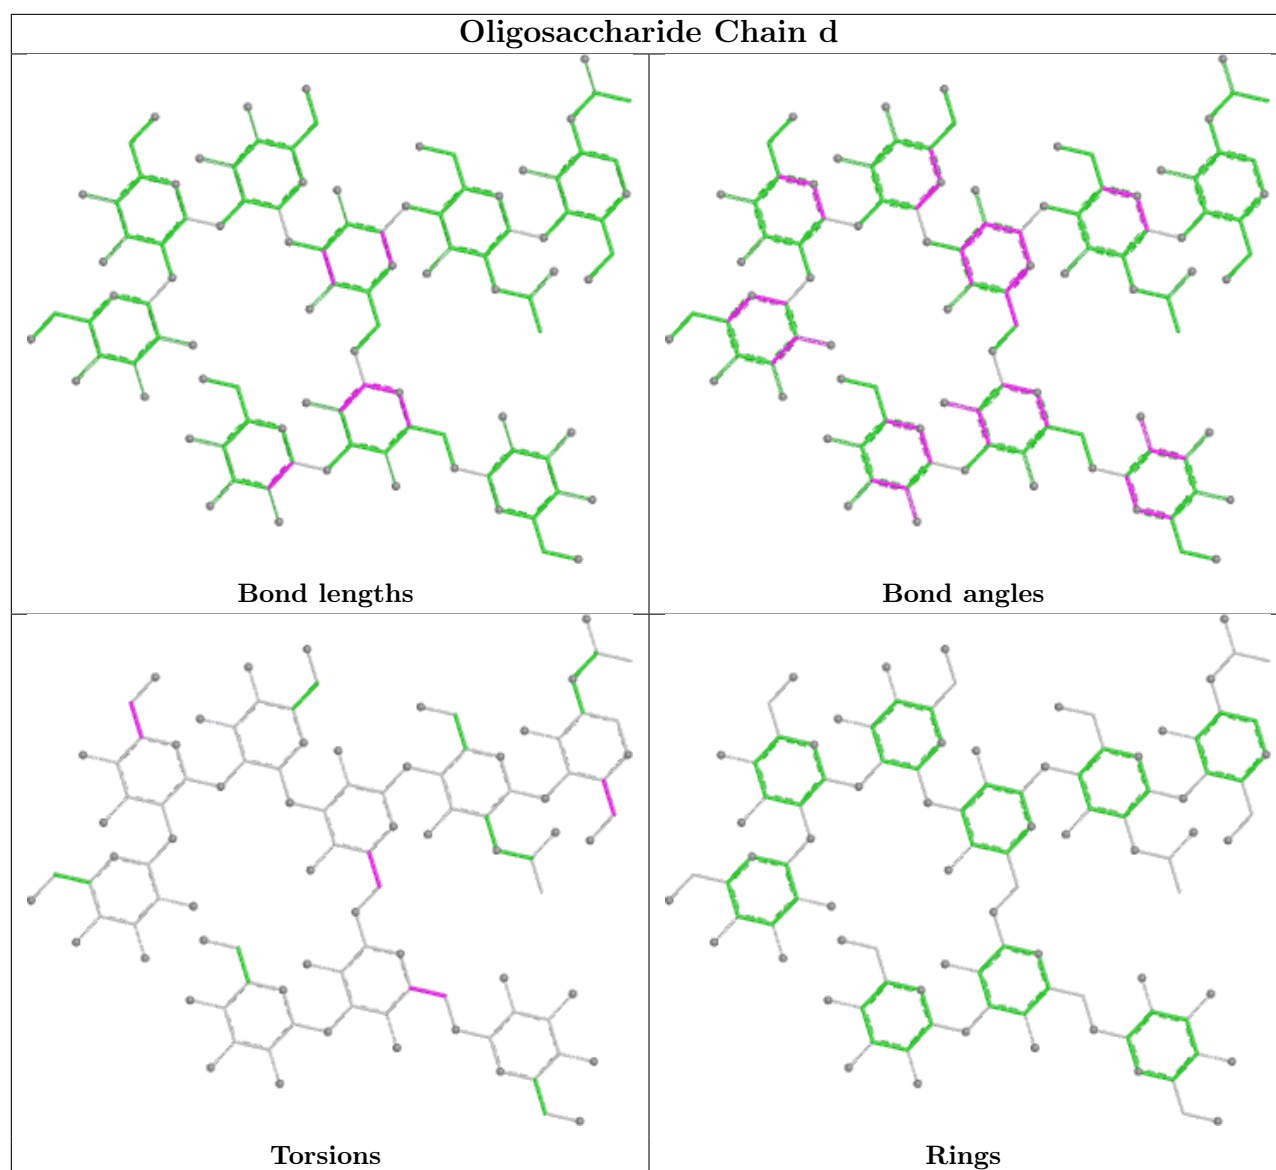 Oligosaccharide Chain d
Bond lengths
Bond angles
Torsions
Rings